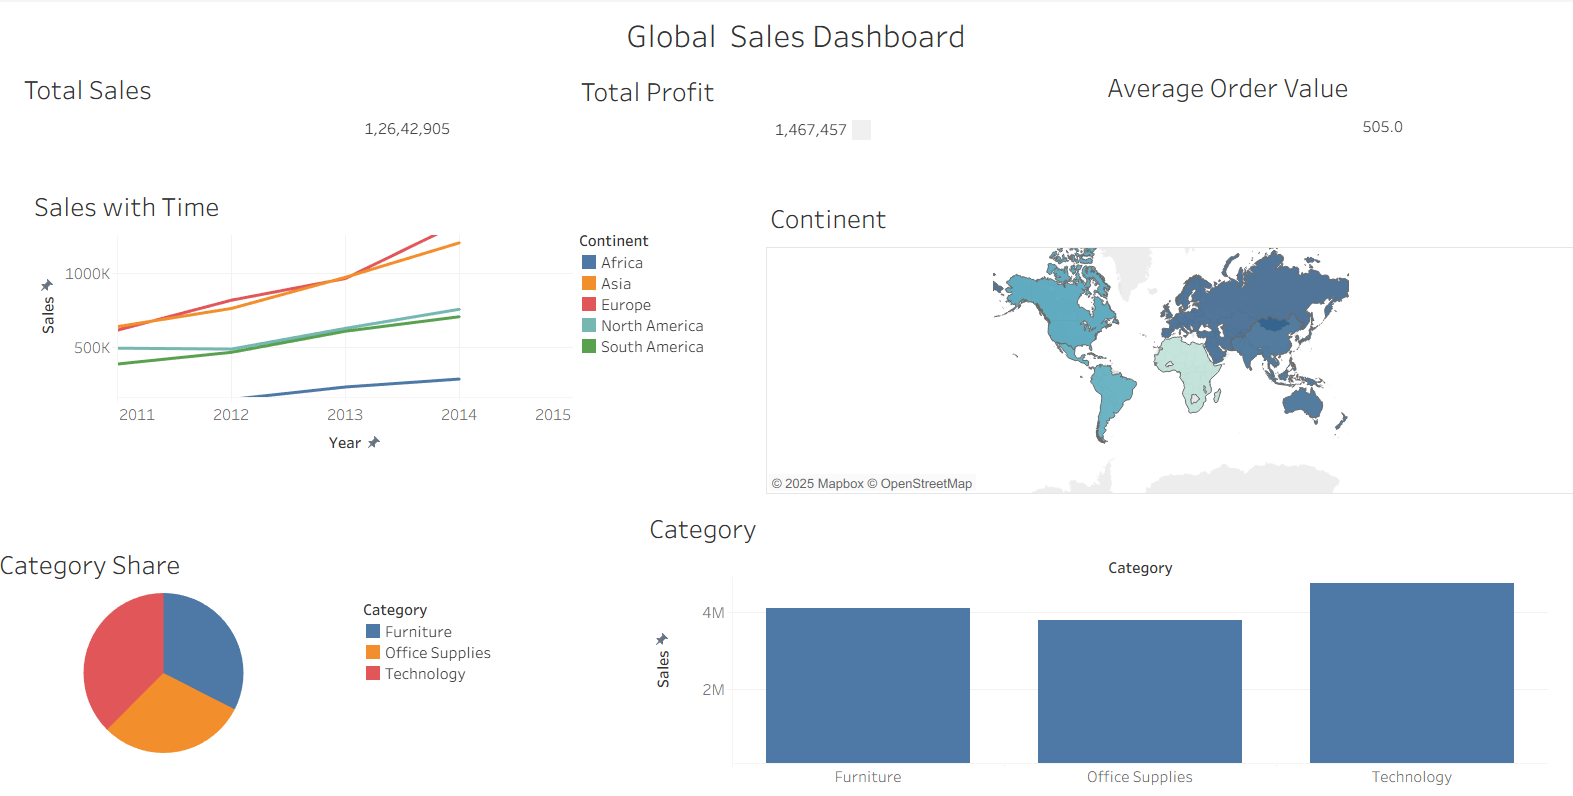 Global Sales Dashboard
Total Sales
1,26,42,905
Total Profit
1,467,457
Average Order Value
505.0
Sales with Time
1000K
500K
Sales
2011 2012 2013 2014 2015
Year
Continent
Africa
Asia
Europe
North America
South America
Continent
© 2025 Mapbox © OpenStreetMap
Category Share
Category
Furniture
Office Supplies
Technology
Category
Category
4M
2M
Sales
Furniture Office Supplies Technology